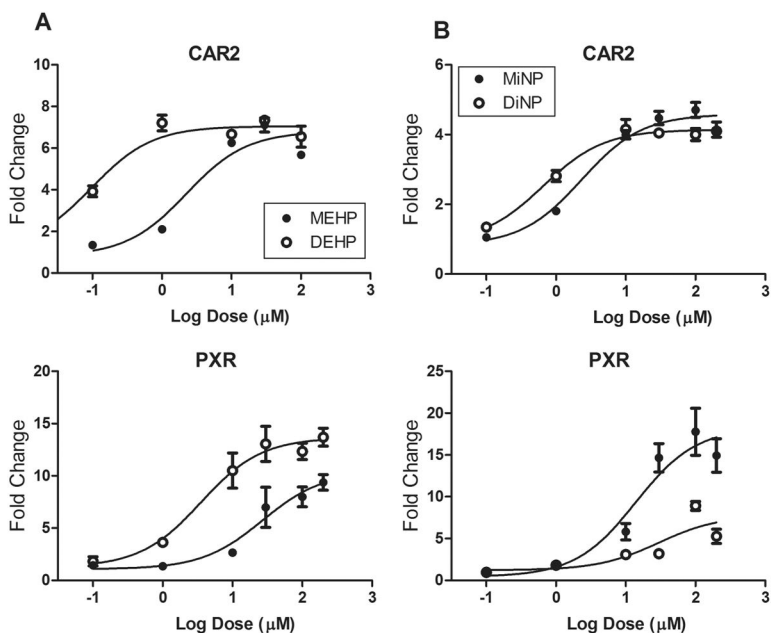 A
CAR2
Fold Change
10
8
6
4
2
0
MEHP
DEHP
-1 0 1 2 3
Log Dose (µM)
B
CAR2
Fold Change
6
4
2
0
MiNP
DiNP
-1 0 1 2 3
Log Dose (µM)
PXR
Fold Change
20
15
10
5
0
-1 0 1 2 3
Log Dose (µM)
PXR
Fold Change
25
20
15
10
5
0
-1 0 1 2 3
Log Dose (µM)